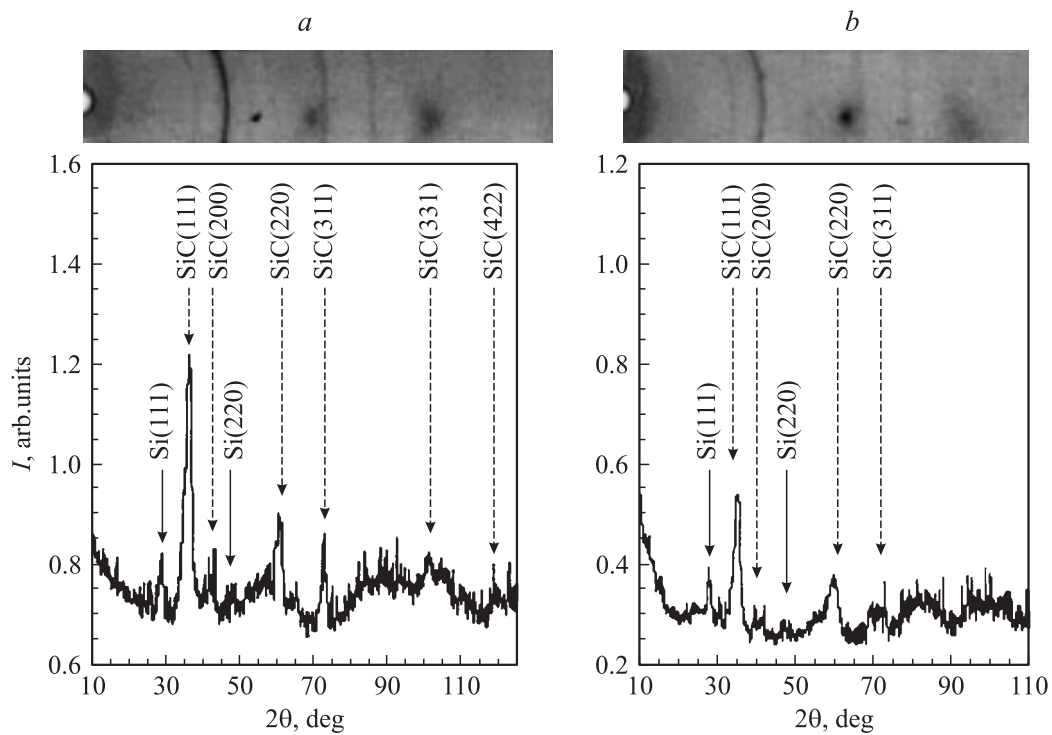 a
b
1.6
1.4
1.2
1.0
0.8
0.6
I, arb.units
SiC(111)
SiC(200)
SiC(220)
SiC(311)
SiC(331)
SiC(422)
Si(111)
Si(220)
10
30
50
70
90
110
2θ, deg
1.2
1.0
0.8
0.6
0.4
0.2
SiC(111)
SiC(200)
SiC(220)
SiC(311)
Si(111)
Si(220)
10
30
50
70
90
110
2θ, deg